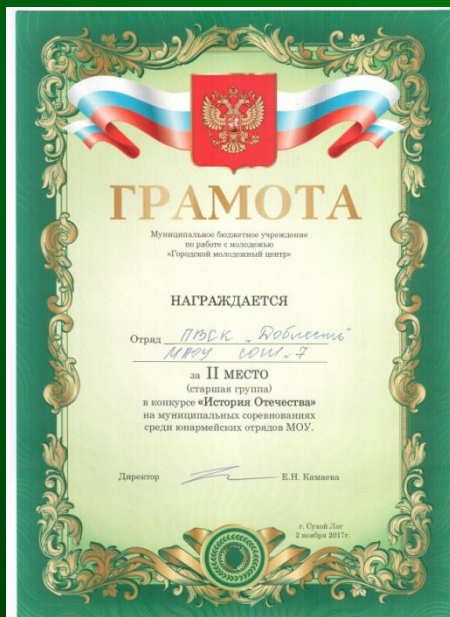 ГРАМОТА
Муниципальное бюджетное учреждение
по работе с молодежью
«Городской молодежный центр»
НАГРАЖДАЕТСЯ
Отряд ПВСК „Доблесть"
МАОУ СОШ №7
за II МЕСТО
(старшая группа)
в конкурсе «История Отечества»
на муниципальных соревнованиях
среди юнармейских отрядов МОУ.
Директор Е.Н. Камаева
г. Сухой Лог
2 ноября 2017г.